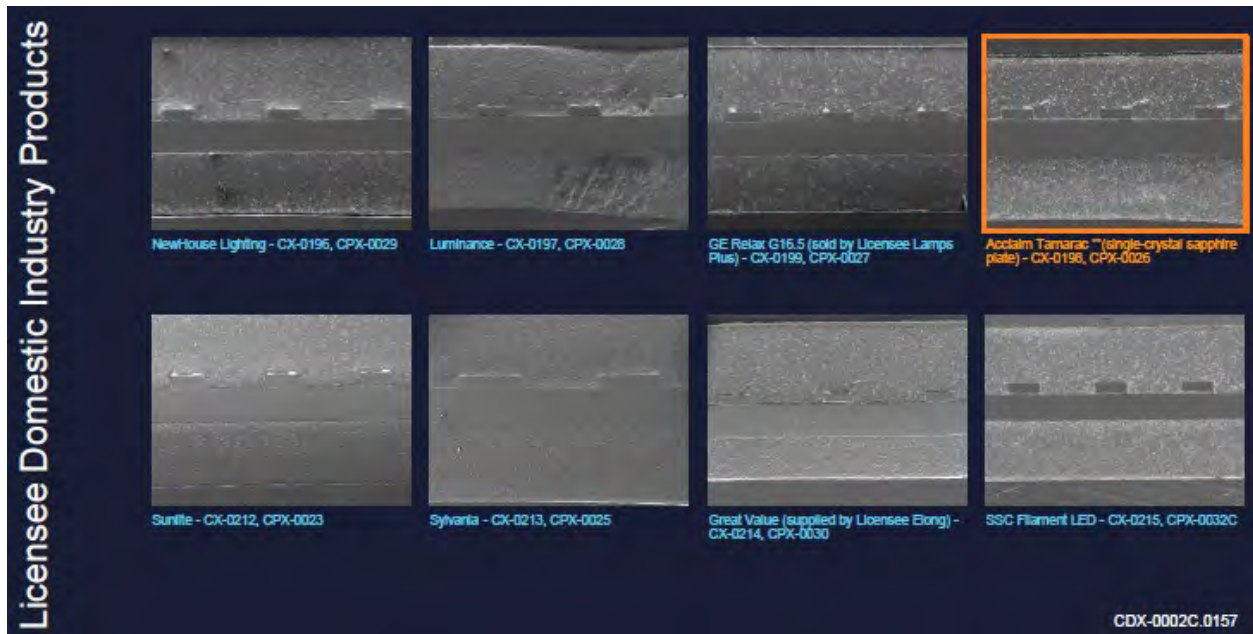 Licensee Domestic Industry Products
NewHouse Lighting - CX-0196, CPX-0029
Luminance - CX-0197, CPX-0028
GE Relax G16.5 (sold by Licensee Lamps
Plus) - CX-0199, CPX-0027
Acclaim Tamarac ""(single-crystal sapphire
plate) - CX-0198, CPX-0026
Sunlite - CX-0212, CPX-0023
Sylvania - CX-0213, CPX-0025
Great Value (supplied by Licensee Elong) -
CX-0214, CPX-0030
SSC Filament LED - CX-0215, CPX-0032C
CDX-0002C.0157